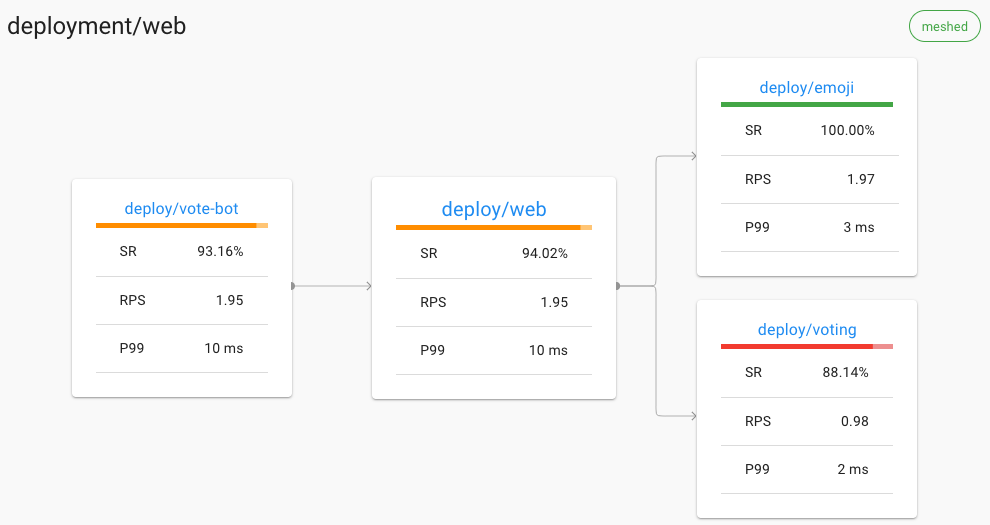 deployment/web
meshed
deploy/vote-bot
SR 93.16%
RPS 1.95
P99 10 ms
deploy/web
SR 94.02%
RPS 1.95
P99 10 ms
deploy/emoji
SR 100.00%
RPS 1.97
P99 3 ms
deploy/voting
SR 88.14%
RPS 0.98
P99 2 ms